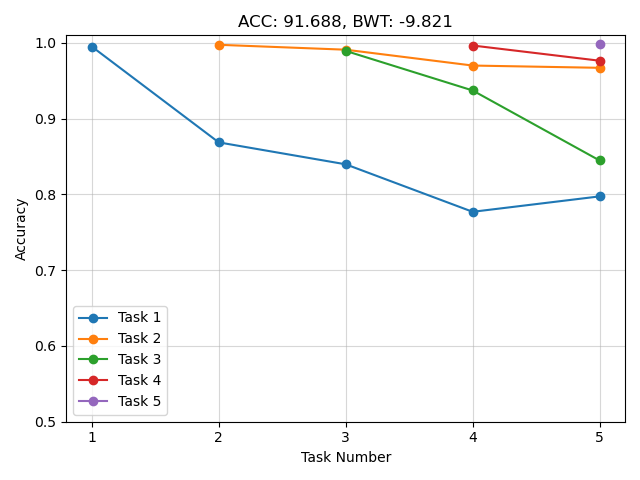 ACC: 91.688, BWT: -9.821
1.0
0.9
0.8
0.7
0.6
0.5
Accuracy
Task 1
Task 2
Task 3
Task 4
Task 5
1 2 3 4 5
Task Number